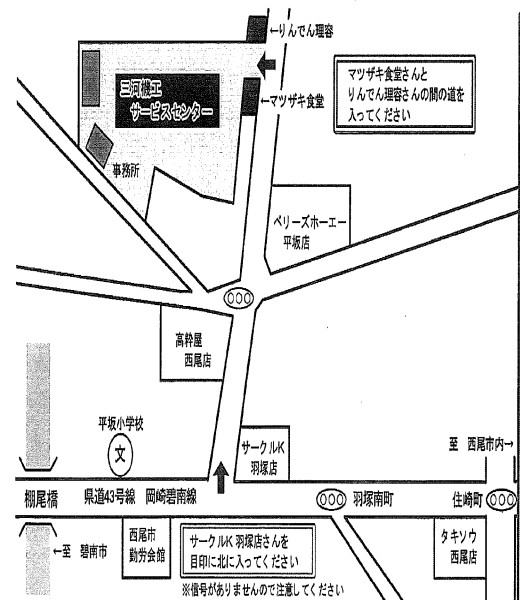 ←りんでん理容
三河機工
サービスセンター
マツザキ食堂さんと
りんでん理容さんの間の道を
入ってください
←マツザキ食堂
事務所
ベリーズホーエー
平坂店
高粋屋
西尾店
平坂小学校
文
サークルK
羽塚店
至 西尾市内→
棚尾橋
県道43号線 岡崎碧南線
羽塚南町
住崎町
←至 碧南市
西尾市
勤労会館
サークルK 羽塚店さんを
目印に北に入ってください
※信号がありませんので注意してください
タキソウ
西尾店